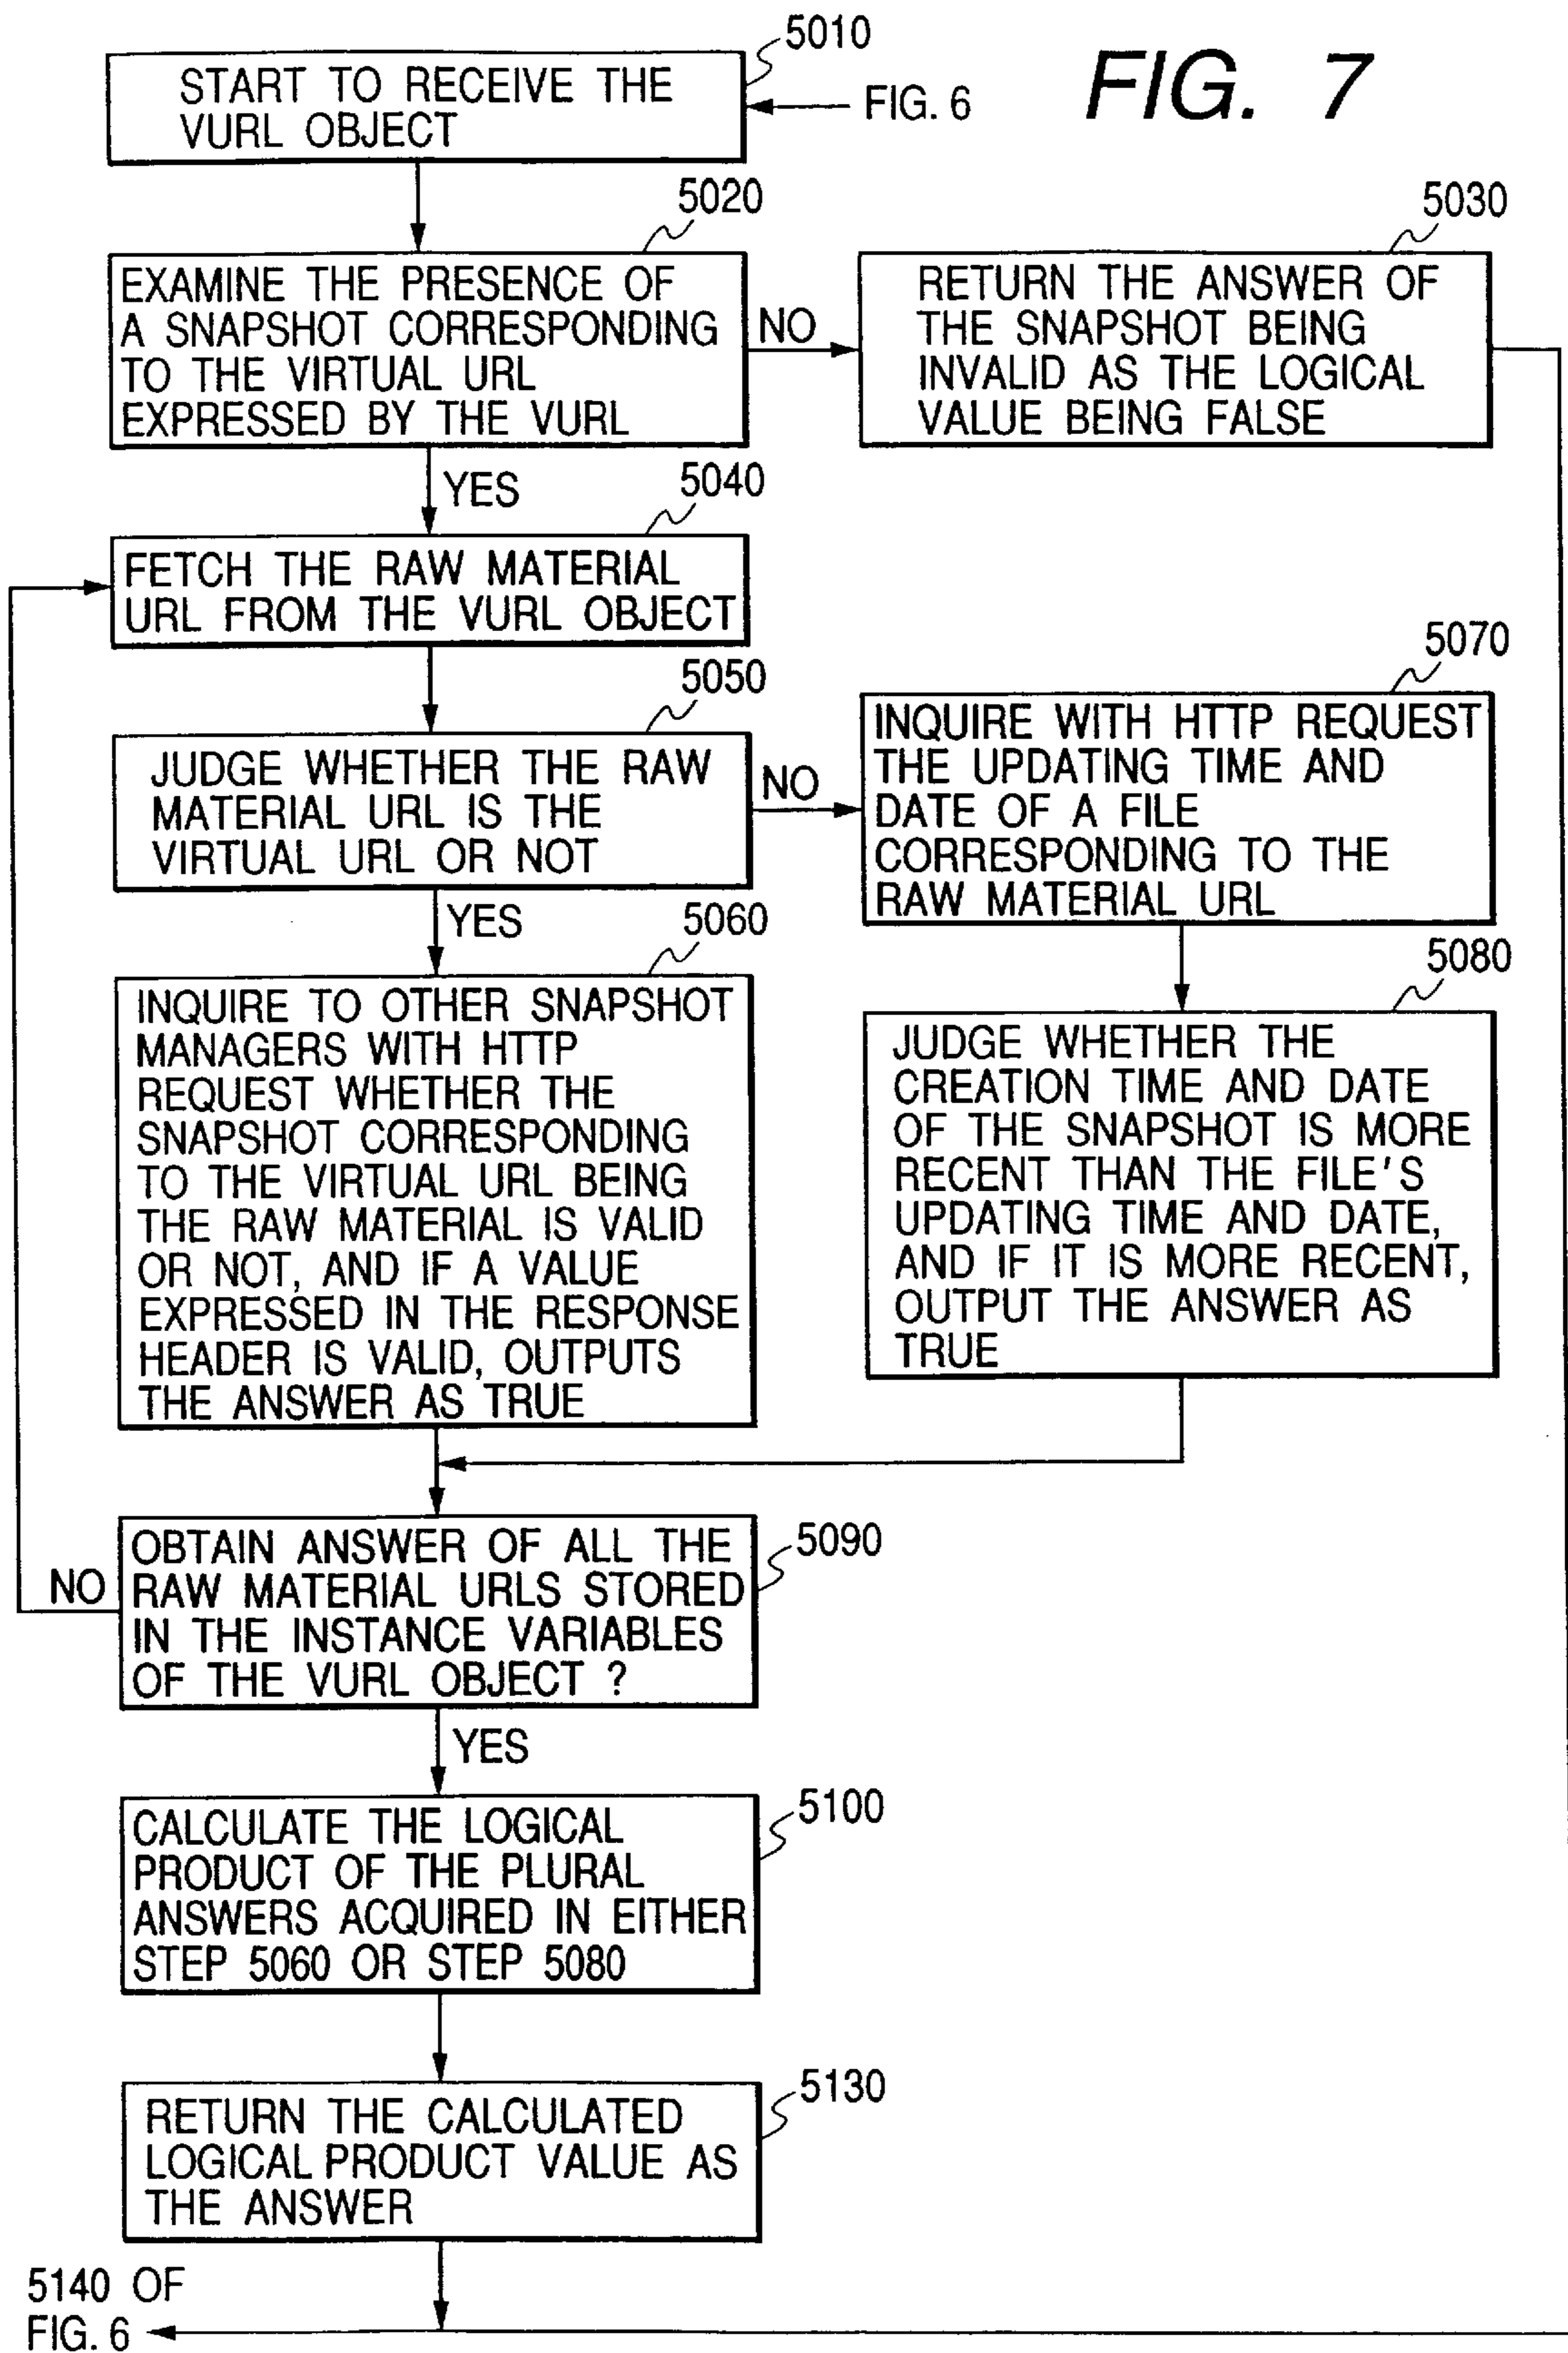 FIG. 7
5010
START TO RECEIVE THE
VURL OBJECT
FIG. 6
5020
EXAMINE THE PRESENCE OF
A SNAPSHOT CORRESPONDING
TO THE VIRTUAL URL
EXPRESSED BY THE VURL
NO
5030
RETURN THE ANSWER OF
THE SNAPSHOT BEING
INVALID AS THE LOGICAL
VALUE BEING FALSE
YES
5040
FETCH THE RAW MATERIAL
URL FROM THE VURL OBJECT
5050
JUDGE WHETHER THE RAW
MATERIAL URL IS THE
VIRTUAL URL OR NOT
NO
5070
INQUIRE WITH HTTP REQUEST
THE UPDATING TIME AND
DATE OF A FILE
CORRESPONDING TO THE
RAW MATERIAL URL
YES
5060
INQUIRE TO OTHER SNAPSHOT
MANAGERS WITH HTTP
REQUEST WHETHER THE
SNAPSHOT CORRESPONDING
TO THE VIRTUAL URL BEING
THE RAW MATERIAL IS VALID
OR NOT, AND IF A VALUE
EXPRESSED IN THE RESPONSE
HEADER IS VALID, OUTPUTS
THE ANSWER AS TRUE
5080
JUDGE WHETHER THE
CREATION TIME AND DATE
OF THE SNAPSHOT IS MORE
RECENT THAN THE FILE'S
UPDATING TIME AND DATE,
AND IF IT IS MORE RECENT,
OUTPUT THE ANSWER AS
TRUE
5090
OBTAIN ANSWER OF ALL THE
RAW MATERIAL URLS STORED
IN THE INSTANCE VARIABLES
OF THE VURL OBJECT ?
NO
YES
5100
CALCULATE THE LOGICAL
PRODUCT OF THE PLURAL
ANSWERS ACQUIRED IN EITHER
STEP 5060 OR STEP 5080
5130
RETURN THE CALCULATED
LOGICAL PRODUCT VALUE AS
THE ANSWER
5140 OF
FIG. 6